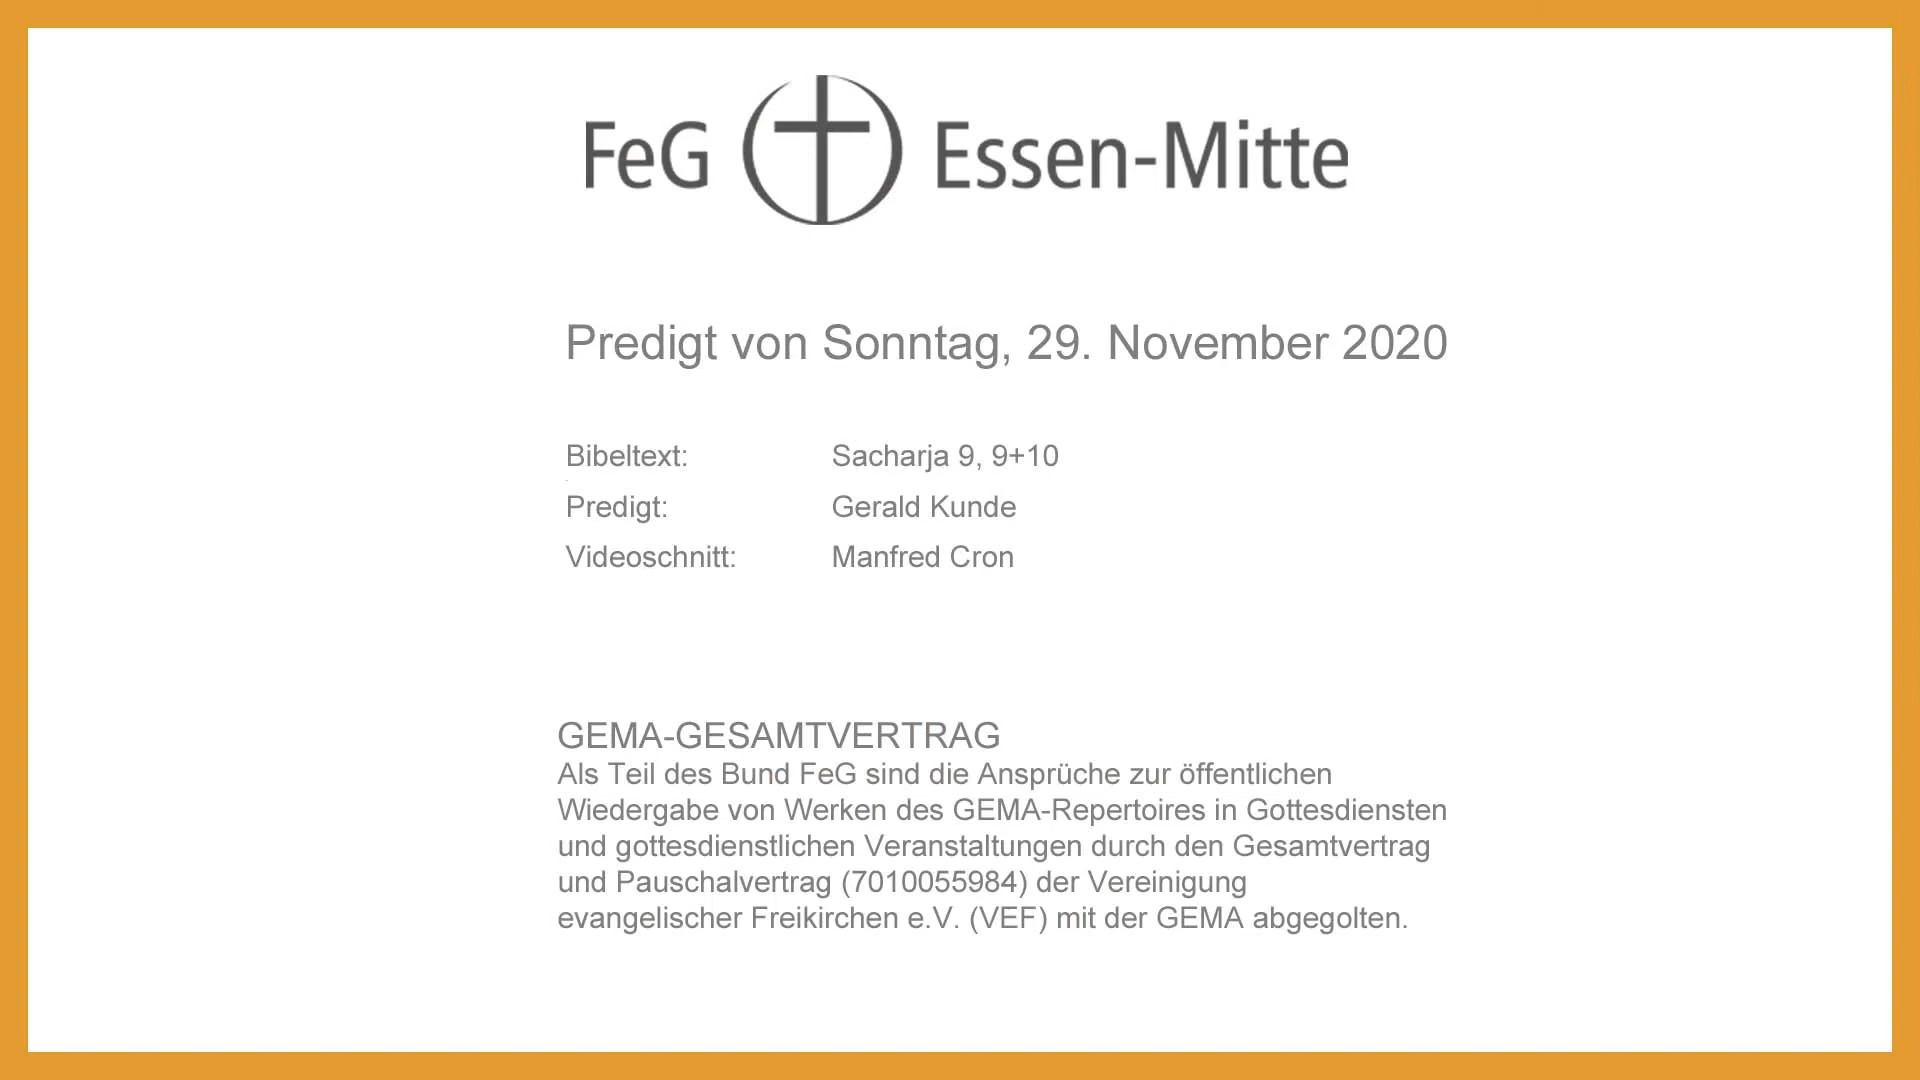 FeG Essen-Mitte
Predigt von Sonntag, 29. November 2020
Bibeltext: Sacharja 9, 9+10
Predigt: Gerald Kunde
Videoschnitt: Manfred Cron
GEMA-GESAMTVERTRAG
Als Teil des Bund FeG sind die Ansprüche zur öffentlichen
Wiedergabe von Werken des GEMA-Repertoires in Gottesdiensten
und gottesdienstlichen Veranstaltungen durch den Gesamtvertrag
und Pauschalvertrag (7010055984) der Vereinigung
evangelischer Freikirchen e.V. (VEF) mit der GEMA abgegolten.